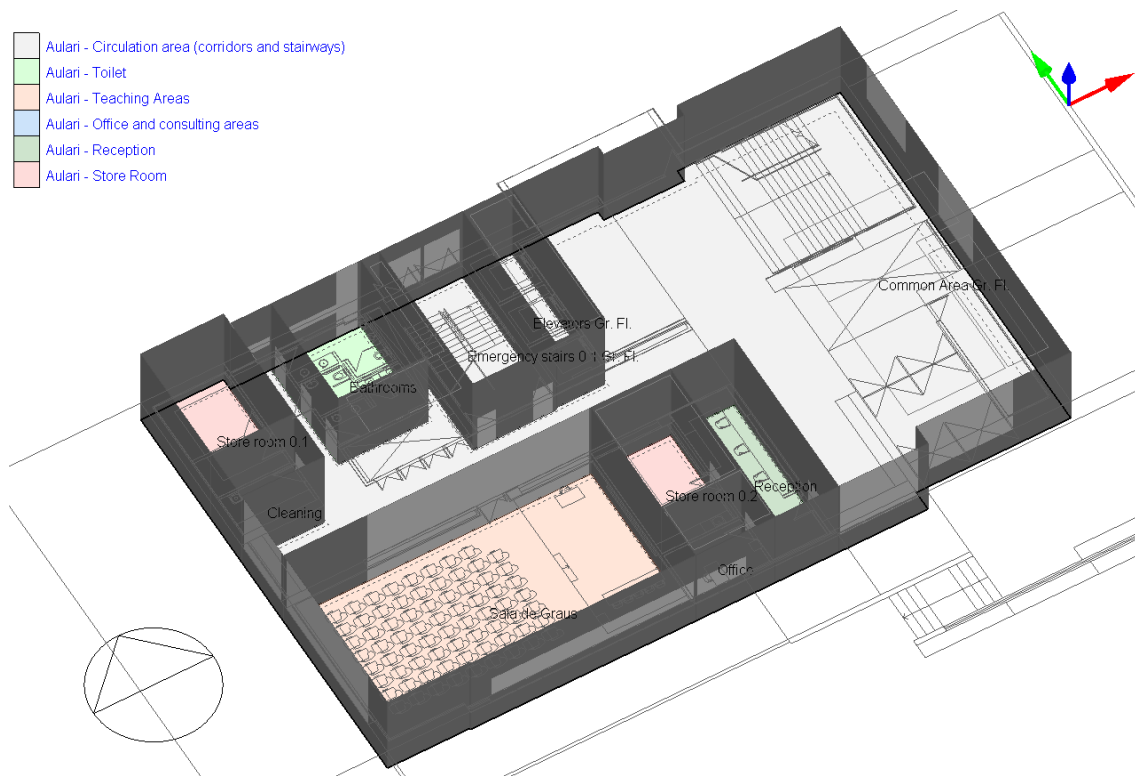 Aulari - Circulation area (corridors and stairways)
Aulari - Toilet
Aulari - Teaching Areas
Aulari - Office and consulting areas
Aulari - Reception
Aulari - Store Room
Common Area Gr. Fl.
Elevators Gr. Fl.
Emergency stairs 0.1 Gr. Fl.
Bathrooms
Store room 0.1
Store room 0.2
Reception
Cleaning
Office
Sala de Graus